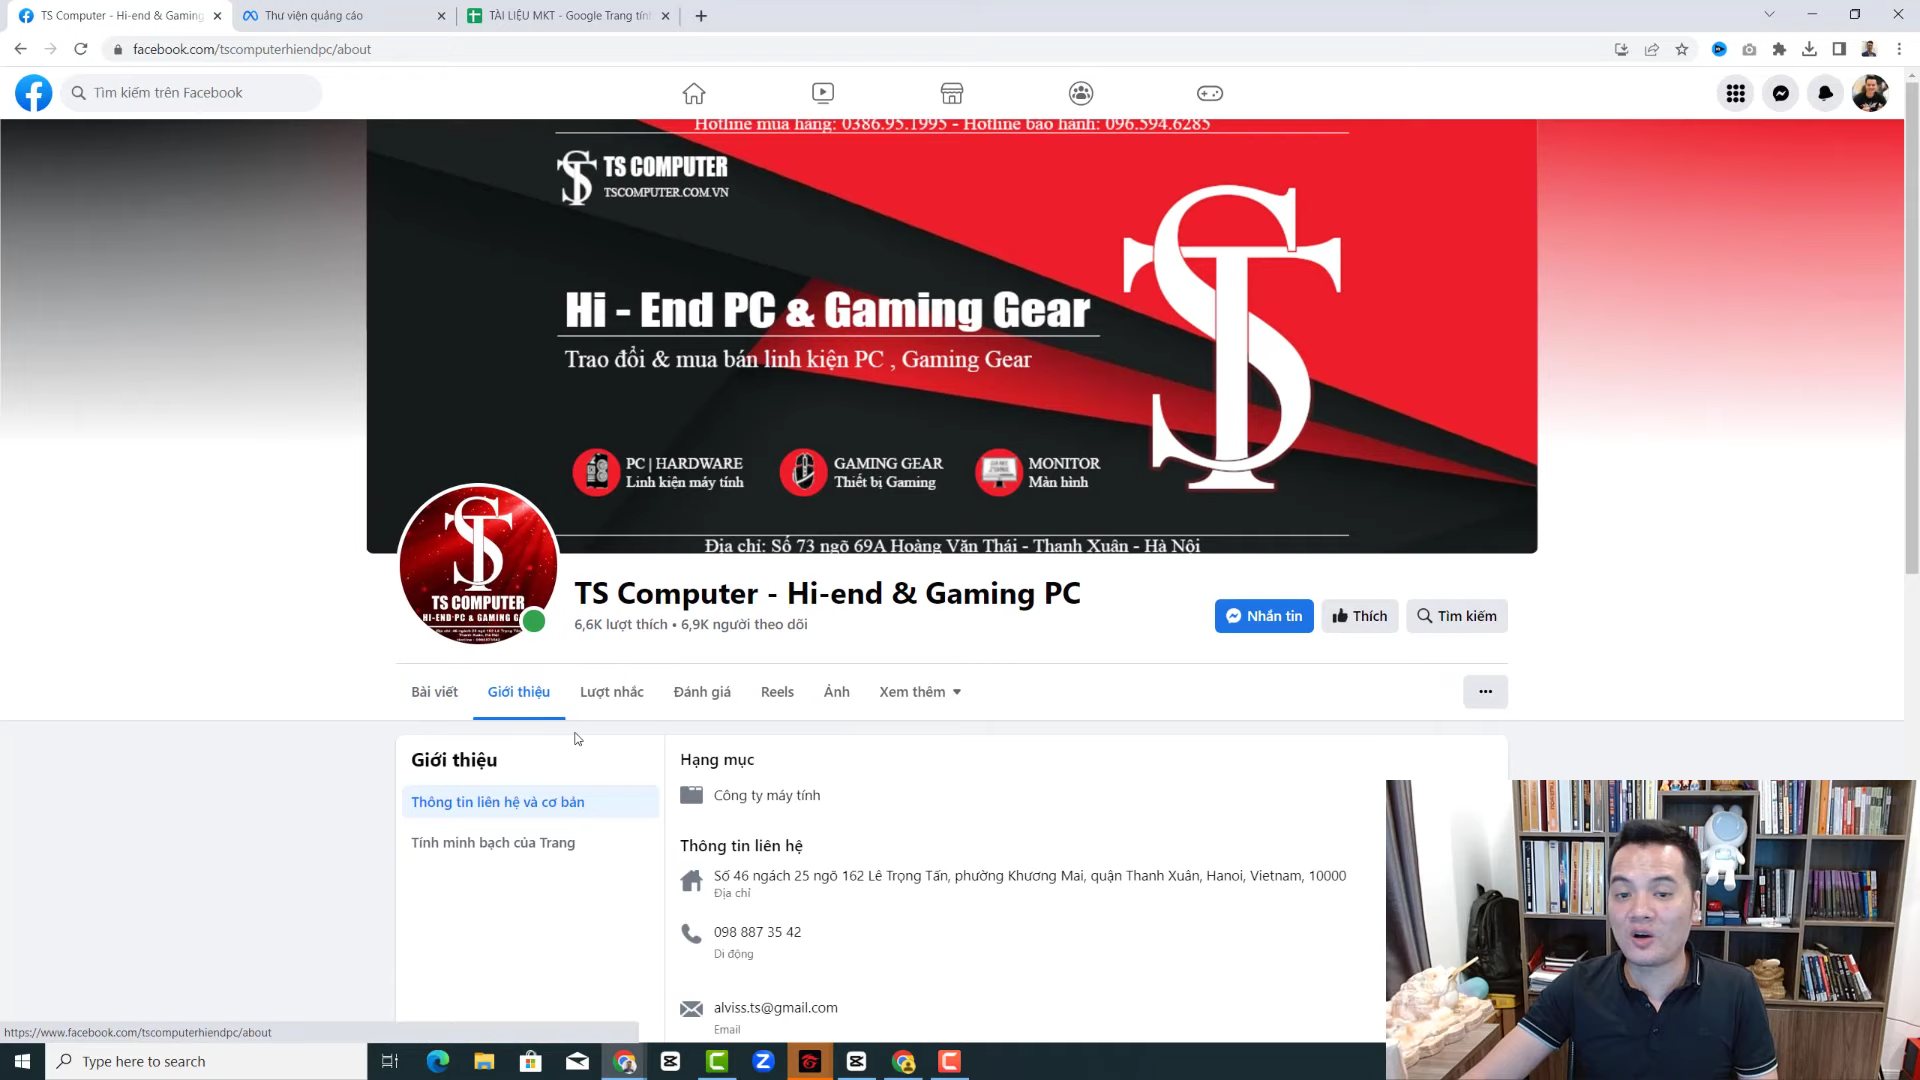 TS Computer - Hi-end & Gaming
Thư viện quảng cáo
TÀI LIỆU MKT - Google Trang tín
facebook.com/tscomputerhiendpc/about
Tìm kiếm trên Facebook
Hotline mua hàng: 0386.95.1995 - Hotline bảo hành: 096.594.6285
TS COMPUTER
TSCOMPUTER.COM.VN
Hi - End PC & Gaming Gear
Trao đổi & mua bán linh kiện PC , Gaming Gear
PC | HARDWARE
Linh kiện máy tính
GAMING GEAR
Thiết bị Gaming
MONITOR
Màn hình
Địa chỉ: Số 73 ngõ 69A Hoàng Văn Thái - Thanh Xuân - Hà Nội
TS COMPUTER
HI-END PC & GAMING G
TS Computer - Hi-end & Gaming PC
6,6K lượt thích • 6,9K người theo dõi
Nhắn tin
Thích
Tìm kiếm
Bài viết
Giới thiệu
Lượt nhắc
Đánh giá
Reels
Ảnh
Xem thêm
Giới thiệu
Thông tin liên hệ và cơ bản
Tính minh bạch của Trang
Hạng mục
Công ty máy tính
Thông tin liên hệ
Số 46 ngách 25 ngõ 162 Lê Trọng Tấn, phường Khương Mai, quận Thanh Xuân, Hanoi, Vietnam, 10000
Địa chỉ
098 887 35 42
Di động
alviss.ts@gmail.com
Email
https://www.facebook.com/tscomputerhiendpc/about
Type here to search